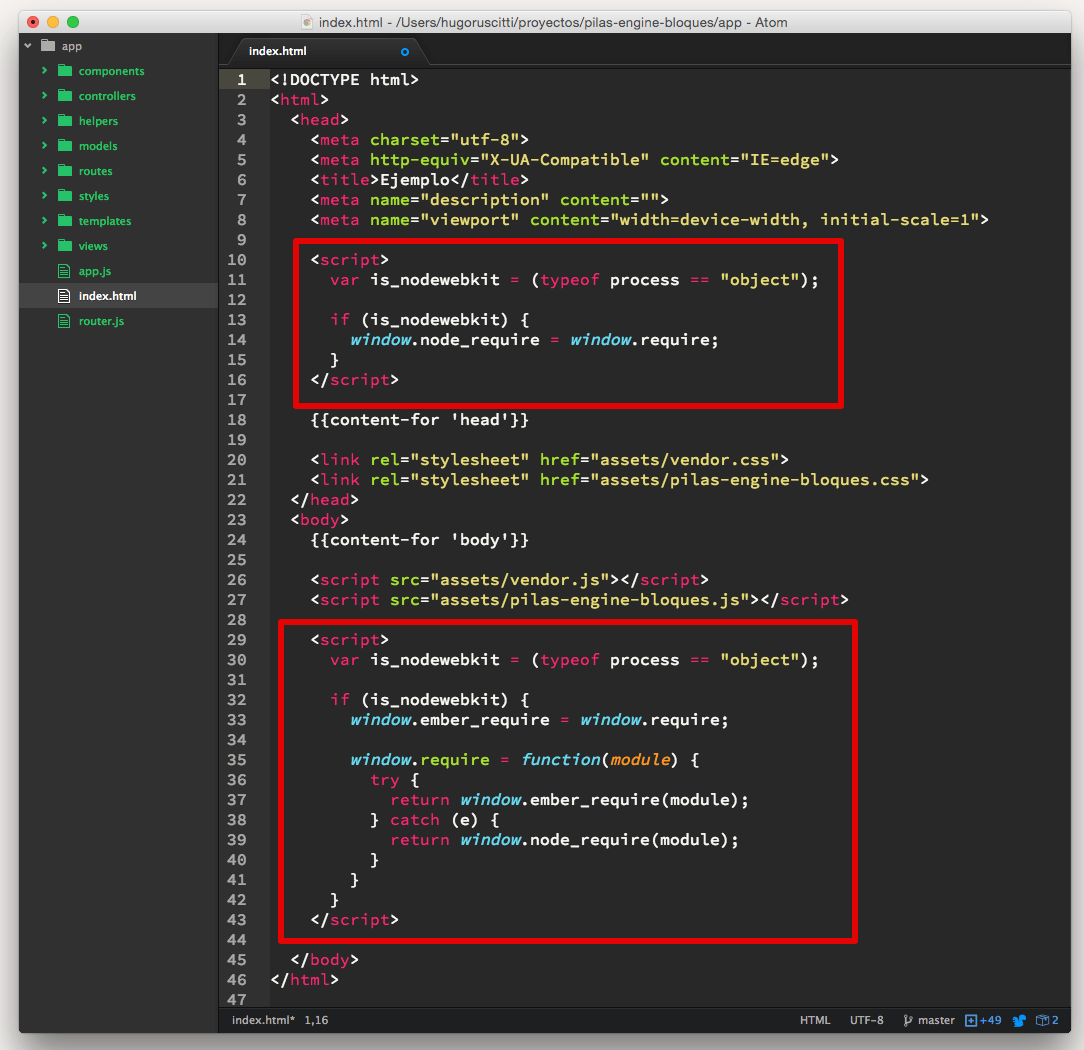 index.html - /Users/hugoruscitti/proyectos/pilas-engine-bloques/app - Atom
app
components
controllers
helpers
models
routes
styles
templates
views
app.js
index.html
router.js
index.html
1 <!DOCTYPE html>
2 <html>
3   <head>
4     <meta charset="utf-8">
5     <meta http-equiv="X-UA-Compatible" content="IE=edge">
6     <title>Ejemplo</title>
7     <meta name="description" content="">
8     <meta name="viewport" content="width=device-width, initial-scale=1">
9
10     <script>
11       var is_nodewebkit = (typeof process == "object");
12
13       if (is_nodewebkit) {
14         window.node_require = window.require;
15       }
16     </script>
17
18     {{content-for 'head'}}
19
20     <link rel="stylesheet" href="assets/vendor.css">
21     <link rel="stylesheet" href="assets/pilas-engine-bloques.css">
22   </head>
23   <body>
24     {{content-for 'body'}}
25
26     <script src="assets/vendor.js"></script>
27     <script src="assets/pilas-engine-bloques.js"></script>
28
29     <script>
30       var is_nodewebkit = (typeof process == "object");
31
32       if (is_nodewebkit) {
33         window.ember_require = window.require;
34
35         window.require = function(module) {
36           try {
37             return window.ember_require(module);
38           } catch (e) {
39             return window.node_require(module);
40           }
41         }
42       }
43     </script>
44
45   </body>
46 </html>
47
index.html* 1,16 HTML UTF-8 master +49 2